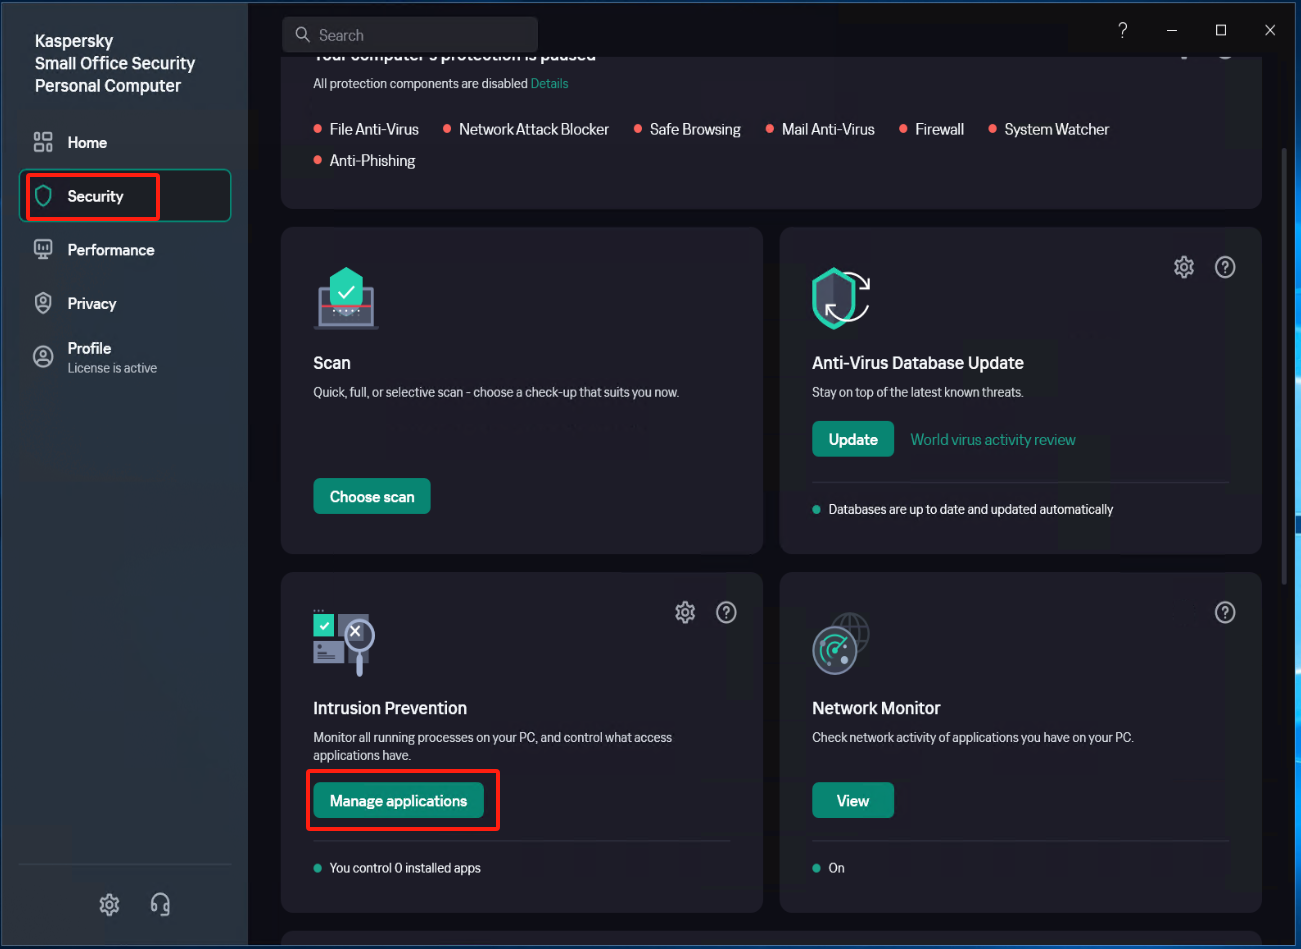 Kaspersky
Small Office Security
Personal Computer
Search
?
Your computer's protection is paused
All protection components are disabled Details
File Anti-Virus Network Attack Blocker Safe Browsing Mail Anti-Virus Firewall System Watcher
Anti-Phishing
Home
Security
Performance
Privacy
Profile
License is active
Scan
Quick, full, or selective scan - choose a check-up that suits you now.
Choose scan
Anti-Virus Database Update
Stay on top of the latest known threats.
Update World virus activity review
Databases are up to date and updated automatically
Intrusion Prevention
Monitor all running processes on your PC, and control what access
applications have.
Manage applications
You control 0 installed apps
Network Monitor
Check network activity of applications you have on your PC.
View
On